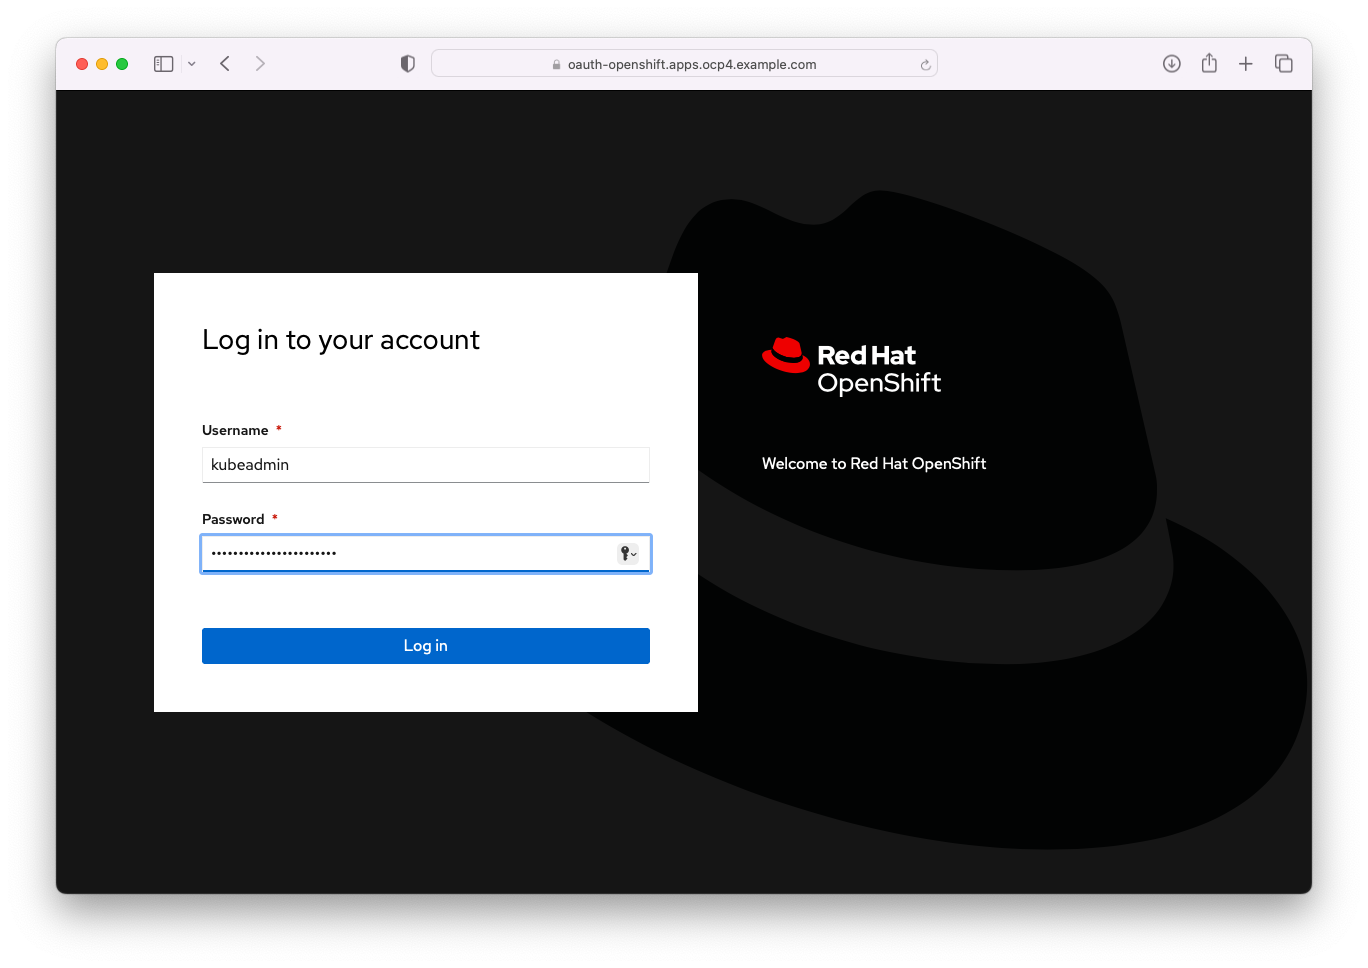 oauth-openshift.apps.ocp4.example.com
Log in to your account
Username *
kubeadmin
Password *
•••••••••••••••••••••••
Log in
Red Hat
OpenShift
Welcome to Red Hat OpenShift